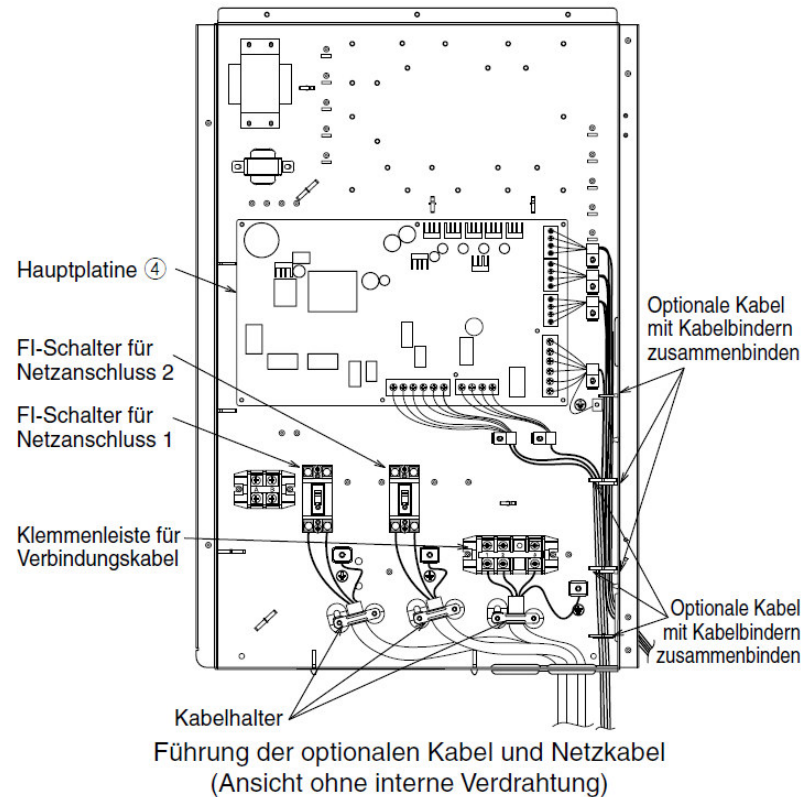 Hauptplatine ④
FI-Schalter für
Netzanschluss 2
FI-Schalter für
Netzanschluss 1
Klemmenleiste für
Verbindungskabel
Optionale Kabel
mit Kabelbindern
zusammenbinden
Optionale Kabel
mit Kabelbindern
zusammenbinden
A B
Kabelhalter
Führung der optionalen Kabel und Netzkabel
(Ansicht ohne interne Verdrahtung)